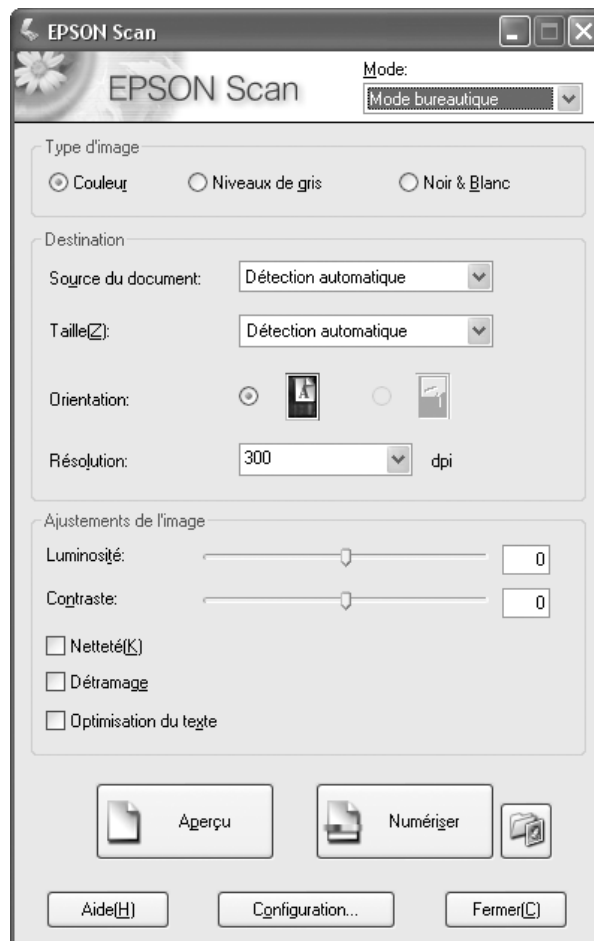 EPSON Scan
EPSON Scan
Mode:
Mode bureautique
Type d'image
Couleur
Niveaux de gris
Noir & Blanc
Destination
Source du document:
Détection automatique
Taille(Z):
Détection automatique
Orientation:
A
Résolution:
300
dpi
Ajustements de l'image
Luminosité:
0
Contraste:
0
Netteté(K)
Détramage
Optimisation du texte
Aperçu
Numériser
Aide(H)
Configuration...
Fermer(C)